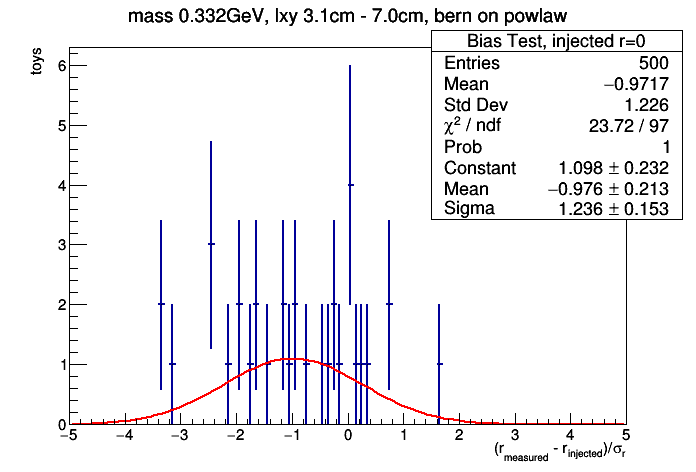 mass 0.332GeV, lxy 3.1cm - 7.0cm, bern on powlaw
Bias Test, injected r=0
Entries 500
Mean −0.9717
Std Dev 1.226
χ² / ndf 23.72 / 97
Prob 1
Constant 1.098 ± 0.232
Mean −0.976 ± 0.213
Sigma 1.236 ± 0.153
toys
6
5
4
3
2
1
0
−5 −4 −3 −2 −1 0 1 2 3 4 5
(r_measured - r_injected)/σ_r